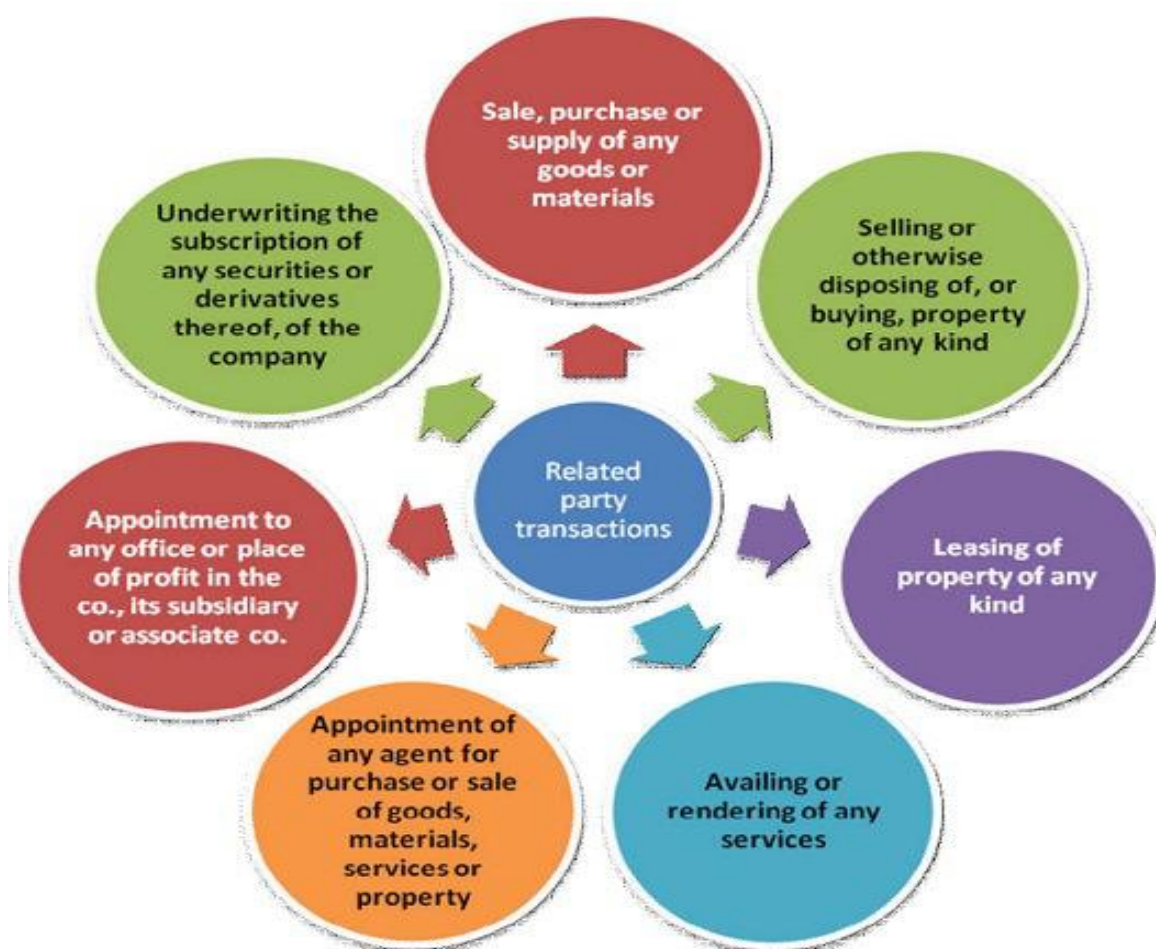 Sale, purchase or
supply of any
goods or
materials
Selling or
otherwise
disposing of, or
buying, property
of any kind
Leasing of
property of any
kind
Availing or
rendering of any
services
Appointment of
any agent for
purchase or sale
of goods,
materials,
services or
property
Appointment to
any office or place
of profit in the
co., its subsidiary
or associate co.
Underwriting the
subscription of
any securities or
derivatives
thereof, of the
company
Related
party
transactions